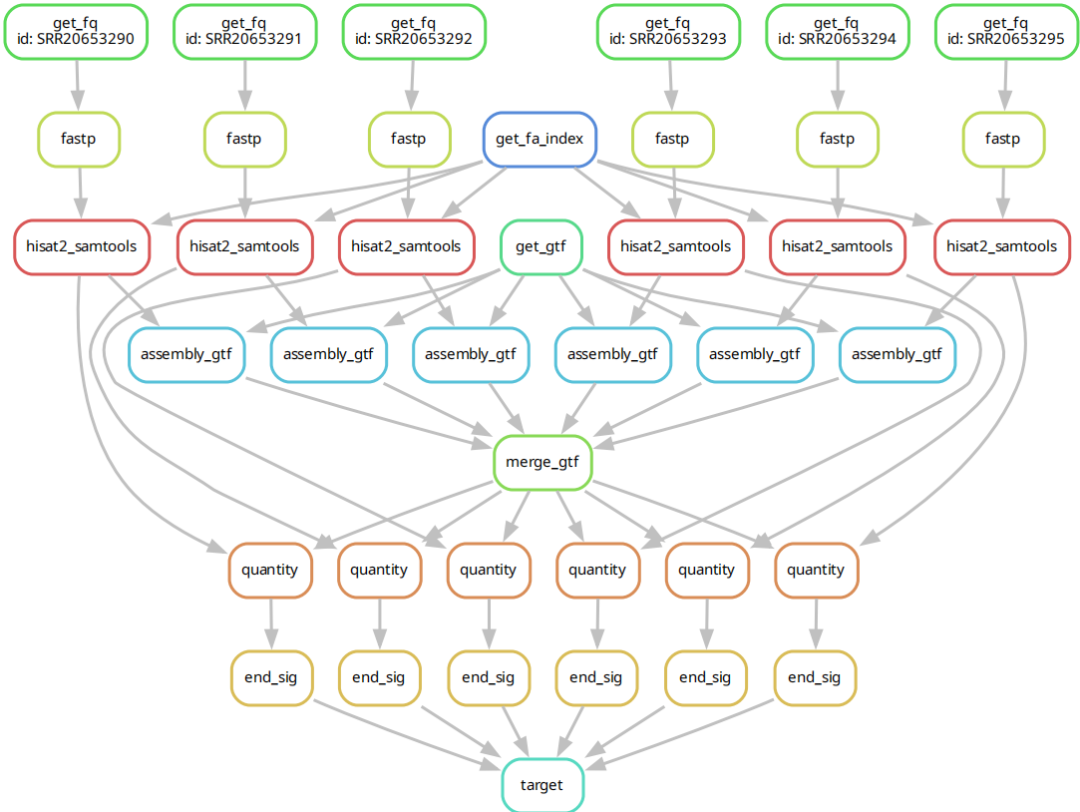 get_fq
id: SRR20653290
get_fq
id: SRR20653291
get_fq
id: SRR20653292
get_fq
id: SRR20653293
get_fq
id: SRR20653294
get_fq
id: SRR20653295
fastp
fastp
fastp
get_fa_index
fastp
fastp
fastp
hisat2_samtools
hisat2_samtools
hisat2_samtools
get_gtf
hisat2_samtools
hisat2_samtools
hisat2_samtools
assembly_gtf
assembly_gtf
assembly_gtf
assembly_gtf
assembly_gtf
assembly_gtf
merge_gtf
quantity
quantity
quantity
quantity
quantity
quantity
end_sig
end_sig
end_sig
end_sig
end_sig
end_sig
target